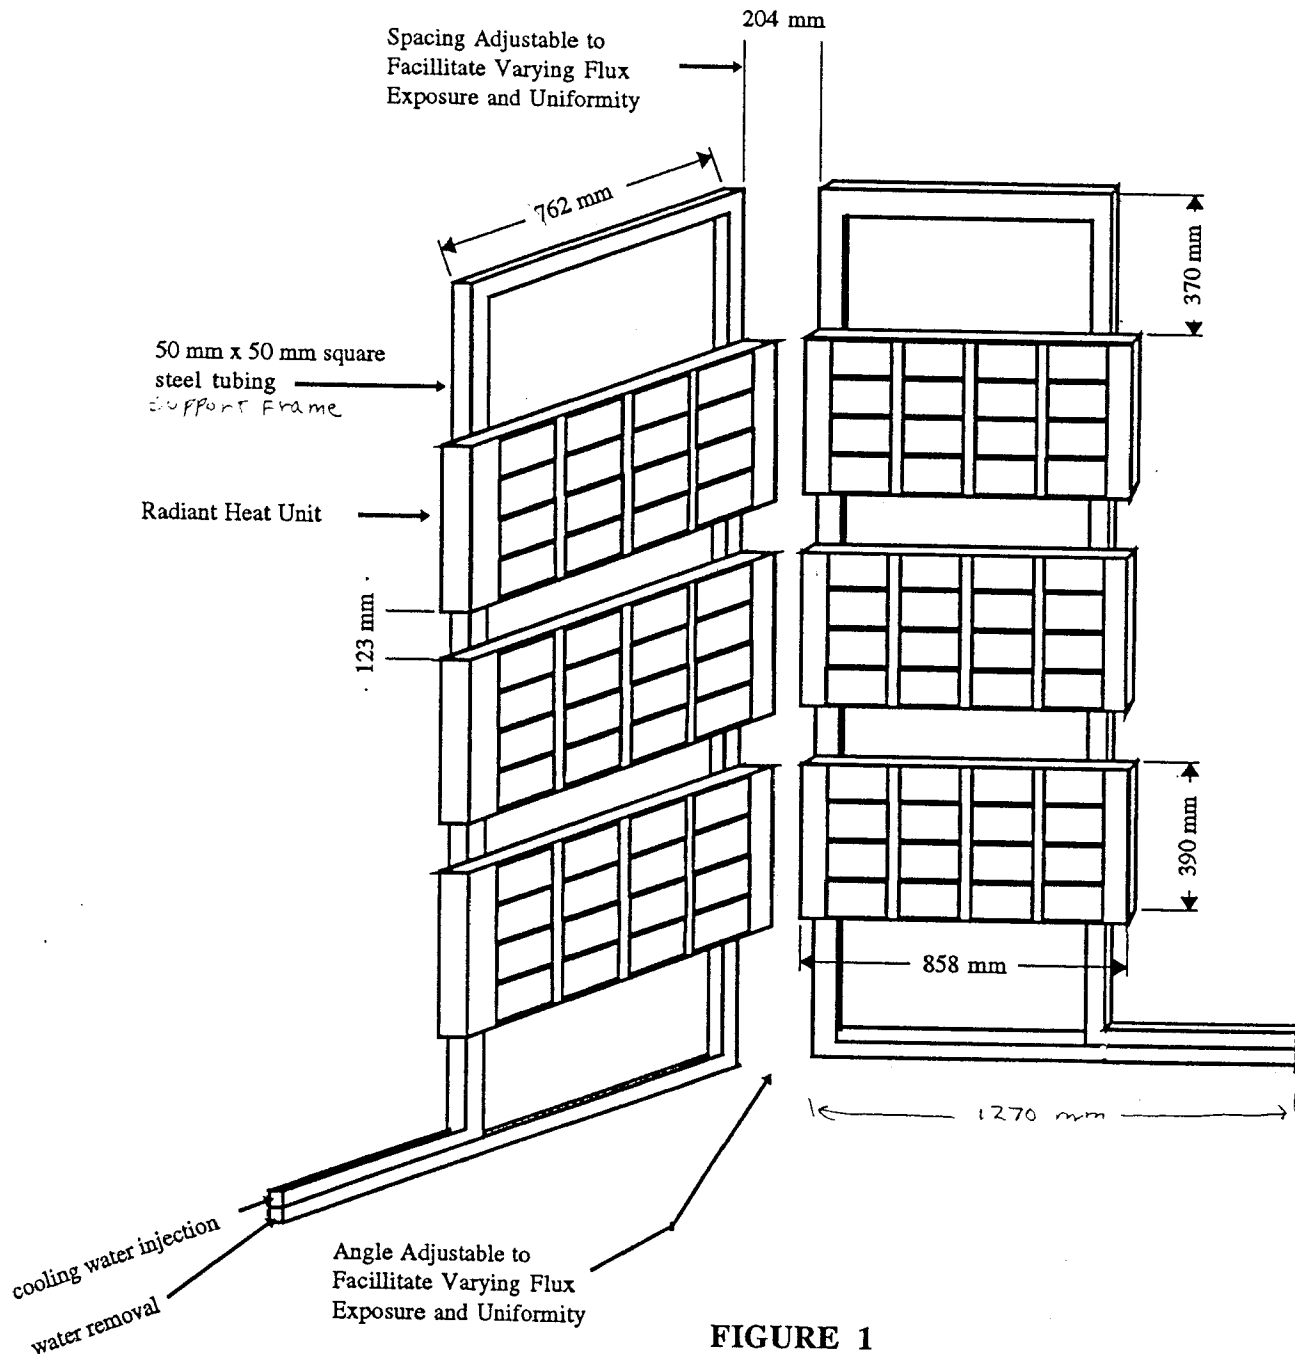 204 mm
Spacing Adjustable to
Facillitate Varying Flux
Exposure and Uniformity
762 mm
370 mm
50 mm x 50 mm square
steel tubing
Support Frame
Radiant Heat Unit
123 mm
390 mm
858 mm
1270 mm
cooling water injection
water removal
Angle Adjustable to
Facillitate Varying Flux
Exposure and Uniformity
FIGURE 1